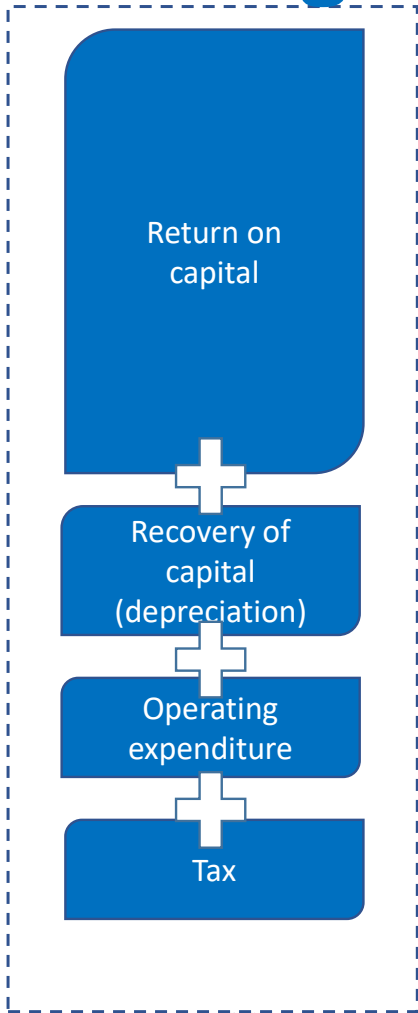 Return on
capital
Recovery of
capital
(depreciation)
Operating
expenditure
Tax